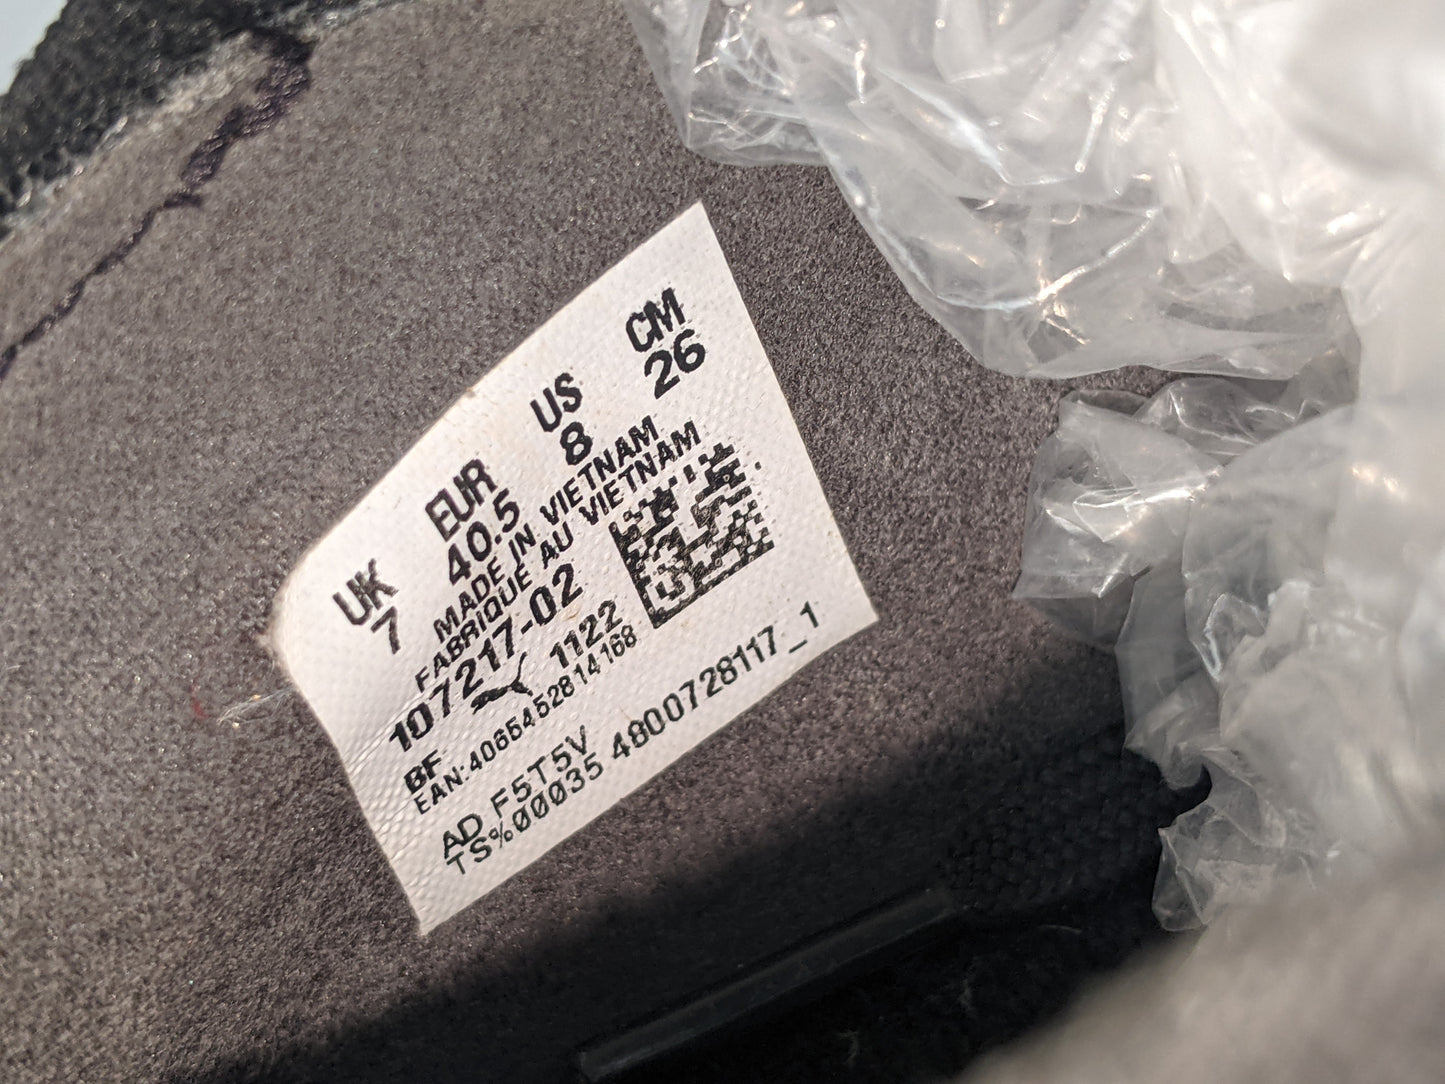 UK EUR US CM
7 40.5 8 26
MADE IN VIETNAM
FABRIQUE AU VIETNAM
107217-02
1122
BF
EAN:4065452814168
AD F5T5V
TS%00035 4800728117_1